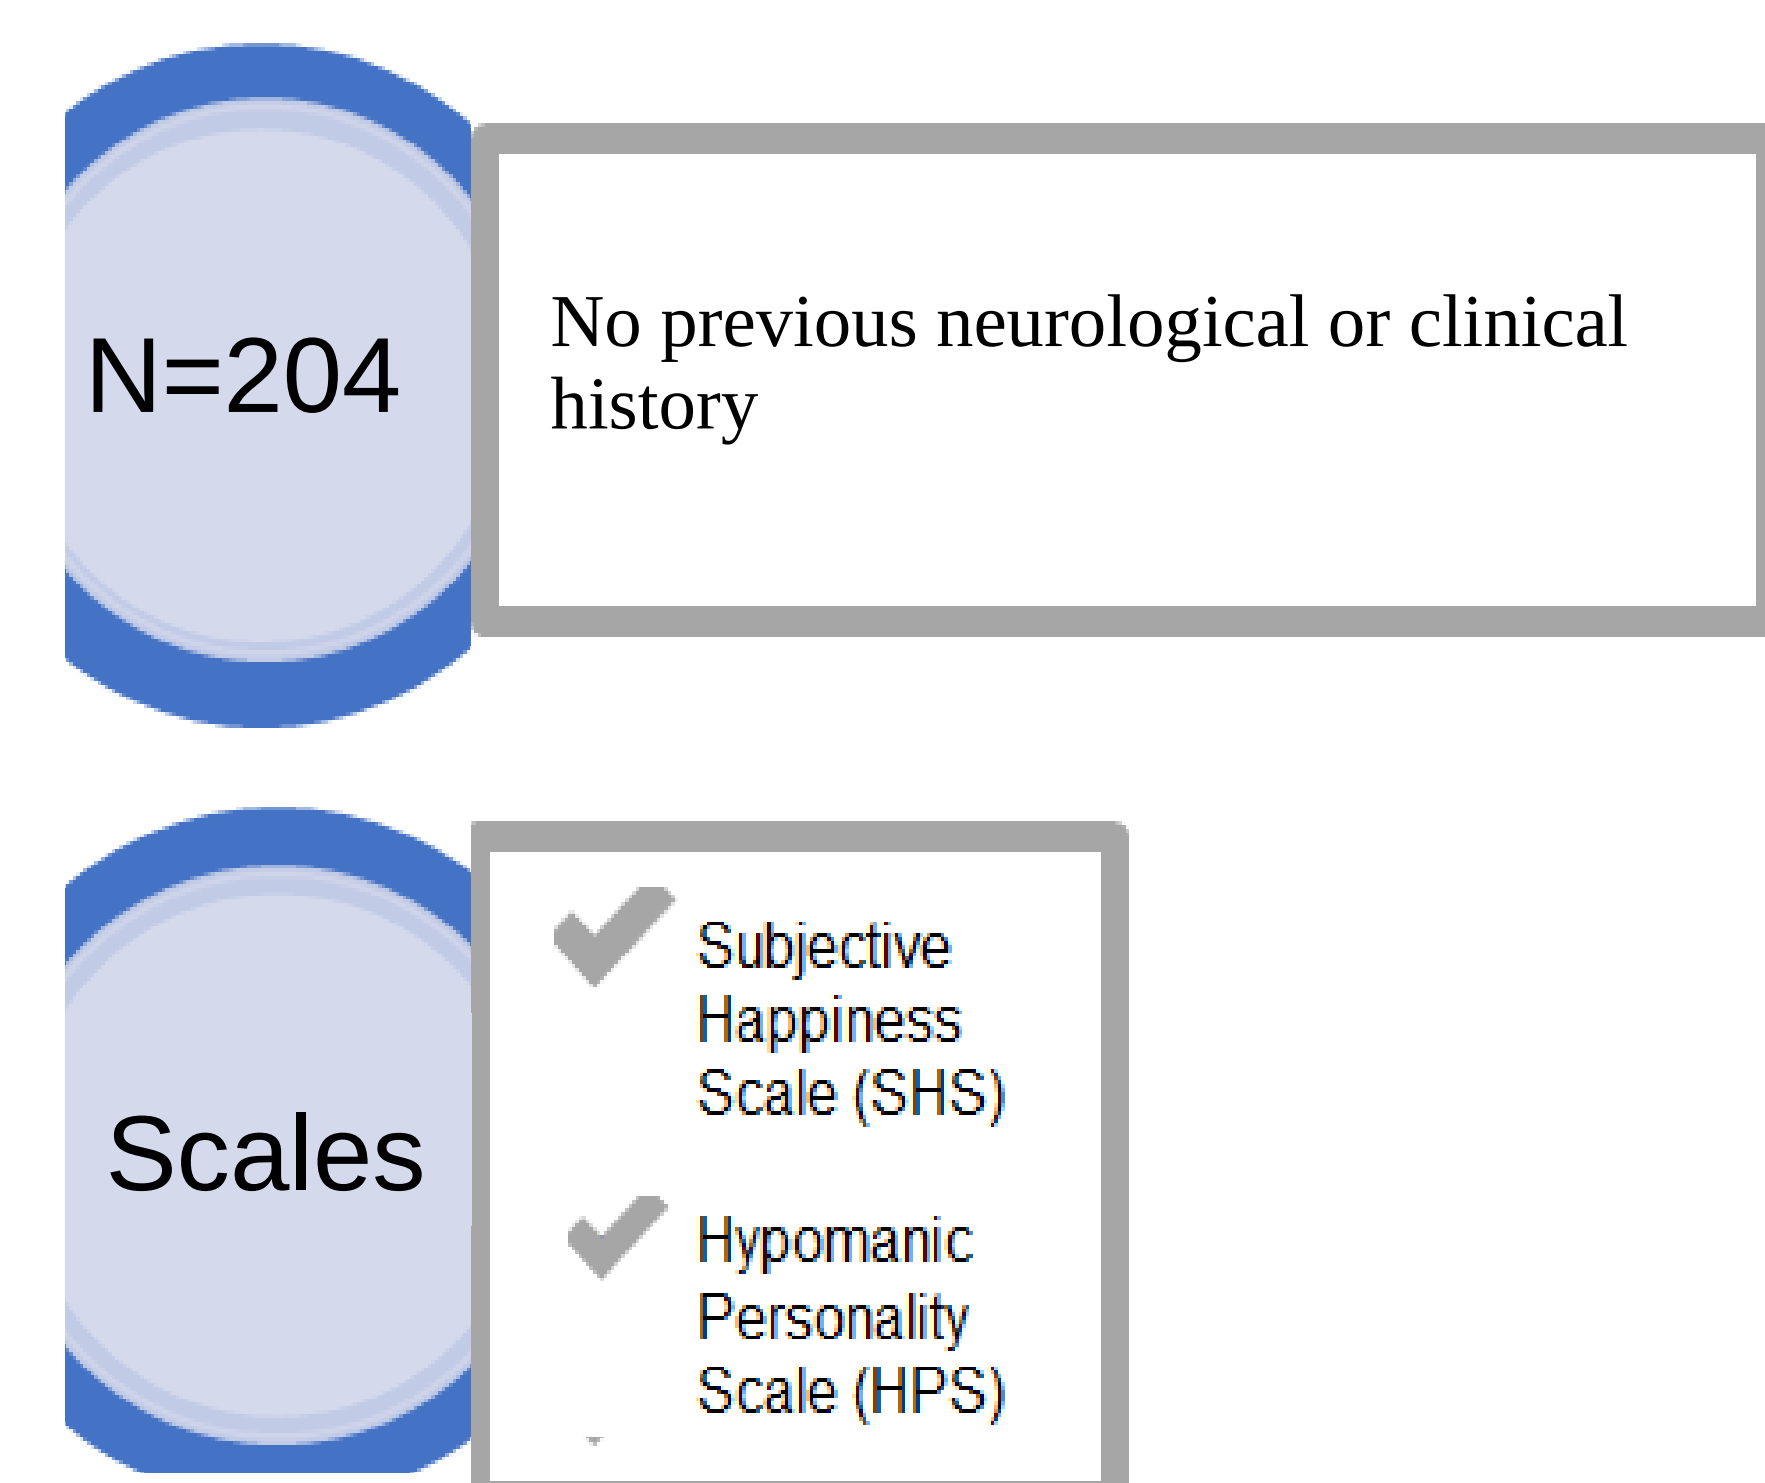 N=204
No previous neurological or clinical
history
Scales
Subjective
Happiness
Scale (SHS)
Hypomanic
Personality
Scale (HPS)